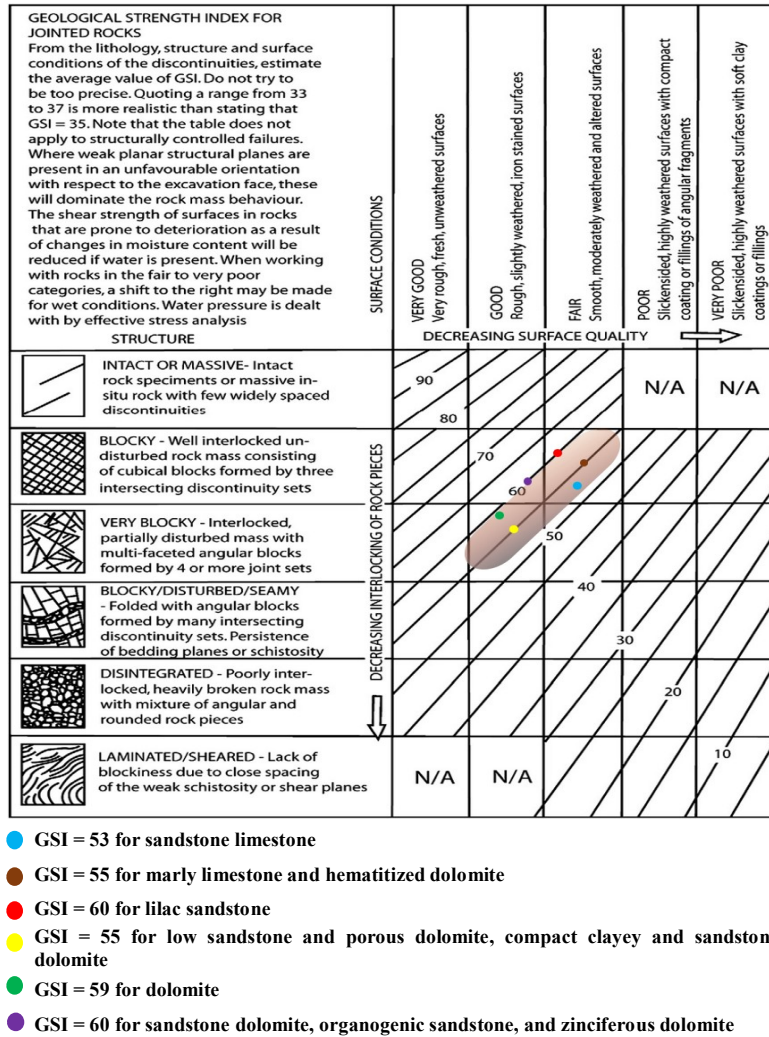 GEOLOGICAL STRENGTH INDEX FOR
JOINTED ROCKS
From the lithology, structure and surface
conditions of the discontinuities, estimate
the average value of GSI. Do not try to
be too precise. Quoting a range from 33
to 37 is more realistic than stating that
GSI = 35. Note that the table does not
apply to structurally controlled failures.
Where weak planar structural planes are
present in an unfavourable orientation
with respect to the excavation face, these
will dominate the rock mass behaviour.
The shear strength of surfaces in rocks
that are prone to deterioration as a result
of changes in moisture content will be
reduced if water is present. When working
with rocks in the fair to very poor
categories, a shift to the right may be made
for wet conditions. Water pressure is dealt
with by effective stress analysis
STRUCTURE
SURFACE CONDITIONS
VERY GOOD
Very rough, fresh, unweathered surfaces
GOOD
Rough, slightly weathered, iron stained surfaces
FAIR
Smooth, moderately weathered and altered surfaces
POOR
Slickensided, highly weathered surfaces with compact
coating or fillings of angular fragments
VERY POOR
Slickensided, highly weathered surfaces with soft clay
coatings or fillings
DECREASING SURFACE QUALITY
INTACT OR MASSIVE- Intact
rock speciments or massive in-
situ rock with few widely spaced
discontinuities
BLOCKY - Well interlocked un-
disturbed rock mass consisting
of cubical blocks formed by three
intersecting discontinuity sets
VERY BLOCKY - Interlocked,
partially disturbed mass with
multi-faceted angular blocks
formed by 4 or more joint sets
BLOCKY/DISTURBED/SEAMY
- Folded with angular blocks
formed by many intersecting
discontinuity sets. Persistence
of bedding planes or schistosity
DISINTEGRATED - Poorly inter-
locked, heavily broken rock mass
with mixture of angular and
rounded rock pieces
LAMINATED/SHEARED - Lack of
blockiness due to close spacing
of the weak schistosity or shear planes
DECREASING INTERLOCKING OF ROCK PIECES
90
80
N/A
N/A
70
60
50
40
30
20
N/A
N/A
10
GSI = 53 for sandstone limestone
GSI = 55 for marly limestone and hematitized dolomite
GSI = 60 for lilac sandstone
GSI = 55 for low sandstone and porous dolomite, compact clayey and sandston
dolomite
GSI = 59 for dolomite
GSI = 60 for sandstone dolomite, organogenic sandstone, and zinciferous dolomite